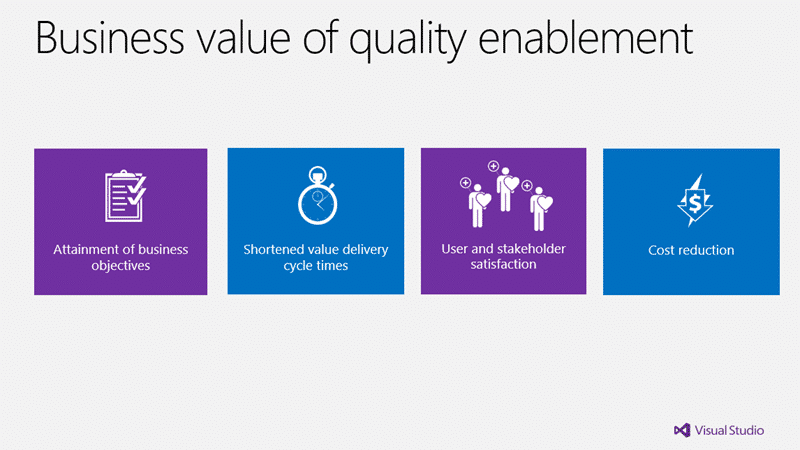 Business value of quality enablement
Attainment of business
objectives
Shortened value delivery
cycle times
User and stakeholder
satisfaction
$
Cost reduction
Visual Studio